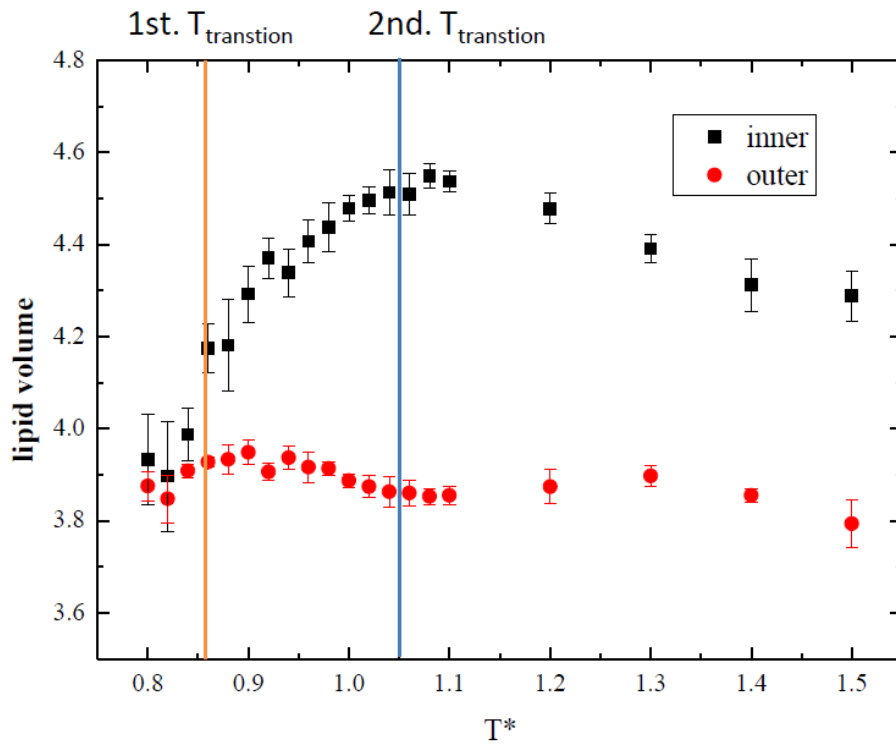 1st. Ttranstion 2nd. Ttranstion
4.8
4.6
4.4
4.2
4.0
3.8
3.6
lipid volume
inner
outer
0.8 0.9 1.0 1.1 1.2 1.3 1.4 1.5
T*